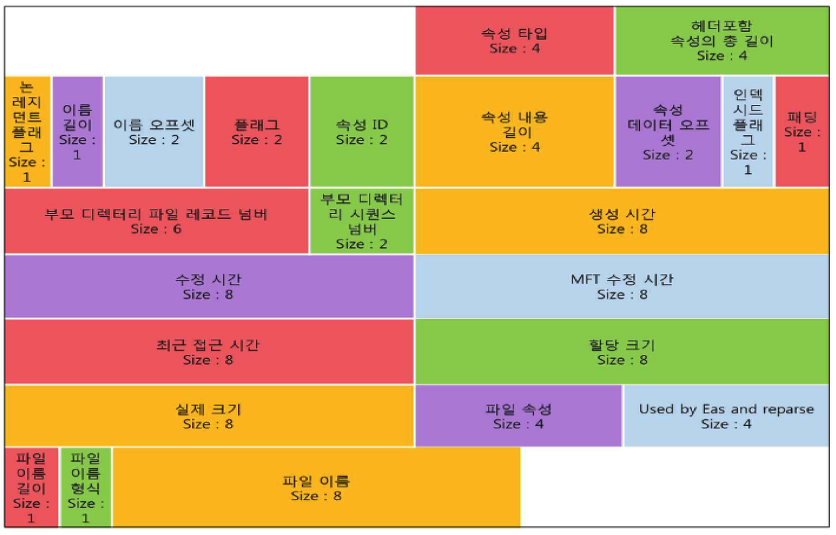 속성 타입
Size : 4
헤더포함
속성의 총 길이
Size : 4
논
레지
던트
플래
그
Size :
1
이름
길이
Size :
1
이름 오프셋
Size : 2
플래그
Size : 2
속성 ID
Size : 2
속성 내용
길이
Size : 4
속성
데이터 오프
셋
Size : 2
인덱
시드
플래
그
Size :
1
패딩
Size :
1
부모 디렉터리 파일 레코드 넘버
Size : 6
부모 디렉터
리 시퀀스
넘버
Size : 2
생성 시간
Size : 8
수정 시간
Size : 8
MFT 수정 시간
Size : 8
최근 접근 시간
Size : 8
할당 크기
Size : 8
실제 크기
Size : 8
파일 속성
Size : 4
Used by Eas and reparse
Size : 4
파일
이름
길이
Size :
1
파일
이름
형식
Size :
1
파일 이름
Size : 8